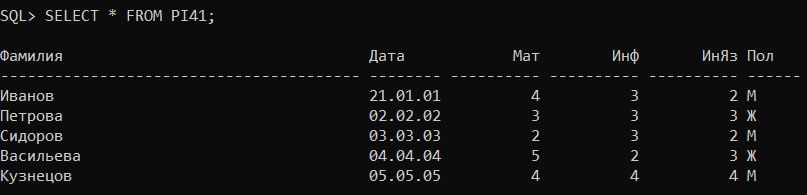 SQL> SELECT * FROM PI41;
Фамилия Дата Мат Инф ИнЯз Пол
---------------------------------------- -------- ---------- ---------- ---------- ------
Иванов 21.01.01 4 3 2 М
Петрова 02.02.02 3 3 3 Ж
Сидоров 03.03.03 2 3 2 М
Васильева 04.04.04 5 2 3 Ж
Кузнецов 05.05.05 4 4 4 М